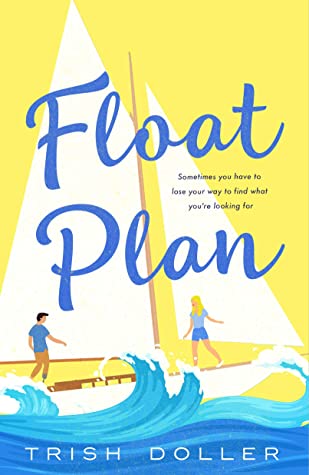 Float
Sometimes you have to
lose your way to find what
you're looking for
Plan
TRISH DOLLER